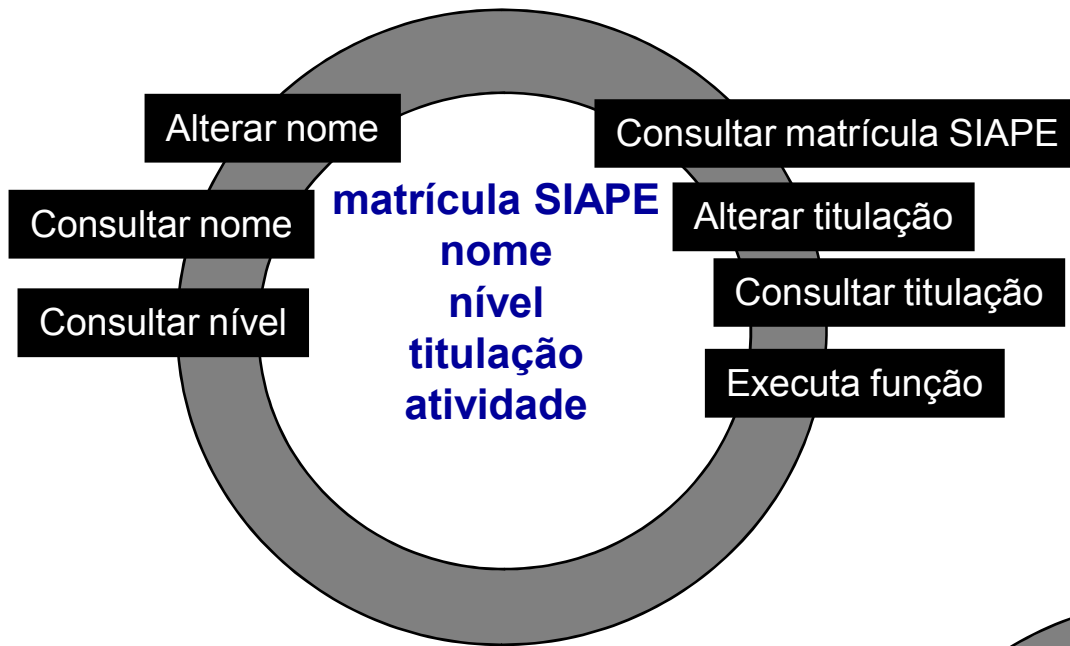 Alterar nome
Consultar nome
Consultar nível
matrícula SIAPE
nome
nível
titulação
atividade
Consultar matrícula SIAPE
Alterar titulação
Consultar titulação
Executa função